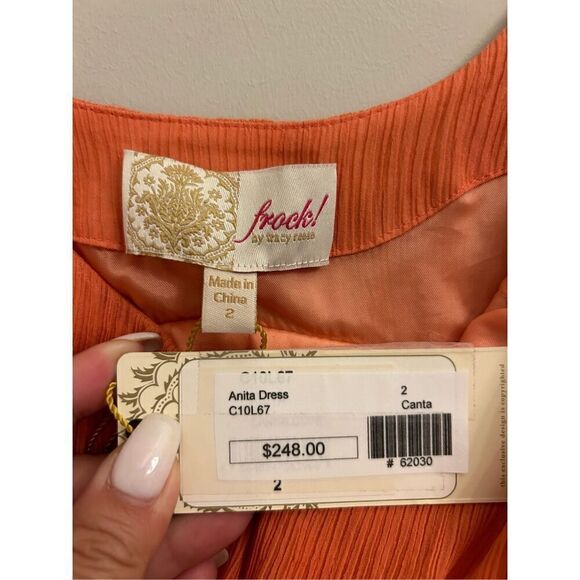 frock!
by tracy reese
Made in
China
2
C10L67
Anita Dress
2
C10L67
Canta
$248.00
# 62030
2
this exclusive design is copyright